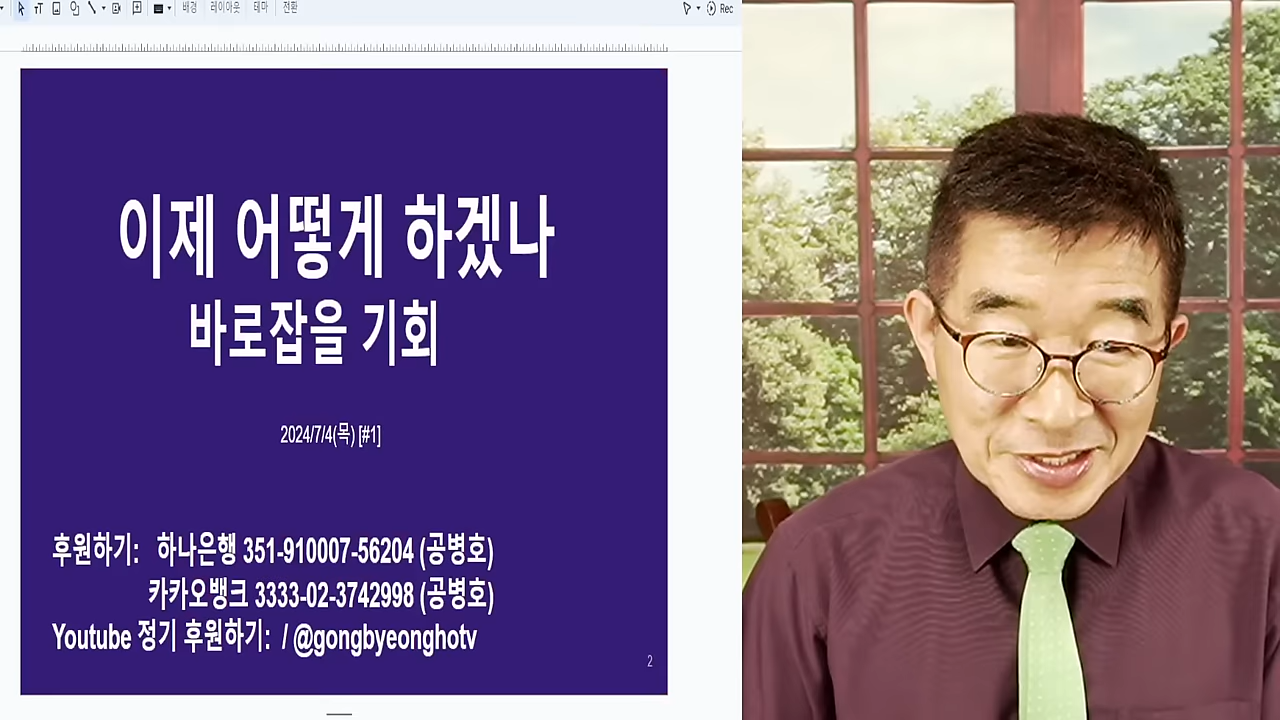 배경 레이아웃 테마 전환
Rec
이제 어떻게 하겠나
바로잡을 기회
2024/7/4(목) [#1]
후원하기: 하나은행 351-910007-56204 (공병호)
카카오뱅크 3333-02-3742998 (공병호)
Youtube 정기 후원하기: / @gongbyeonghotv
2